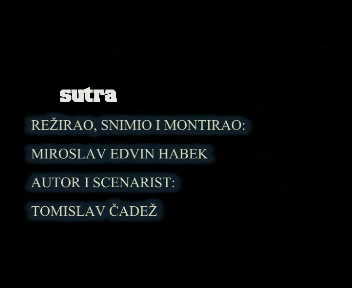 sutra
REŽIRAO, SNIMIO I MONTIRAO:
MIROSLAV EDVIN HABEK
AUTOR I SCENARIST:
TOMISLAV ČADEŽ